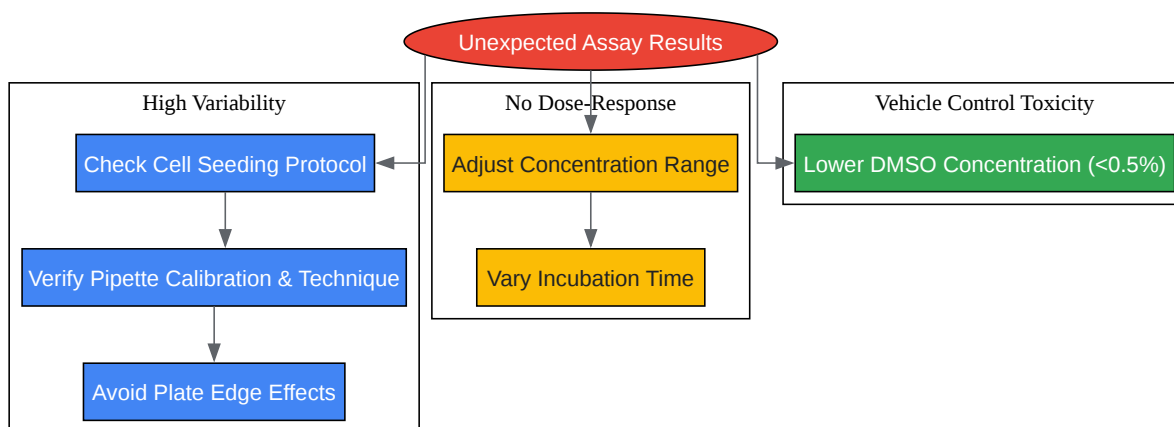 Unexpected Assay Results
High Variability
Check Cell Seeding Protocol
Verify Pipette Calibration & Technique
Avoid Plate Edge Effects
No Dose-Response
Adjust Concentration Range
Vary Incubation Time
Vehicle Control Toxicity
Lower DMSO Concentration (<0.5%)